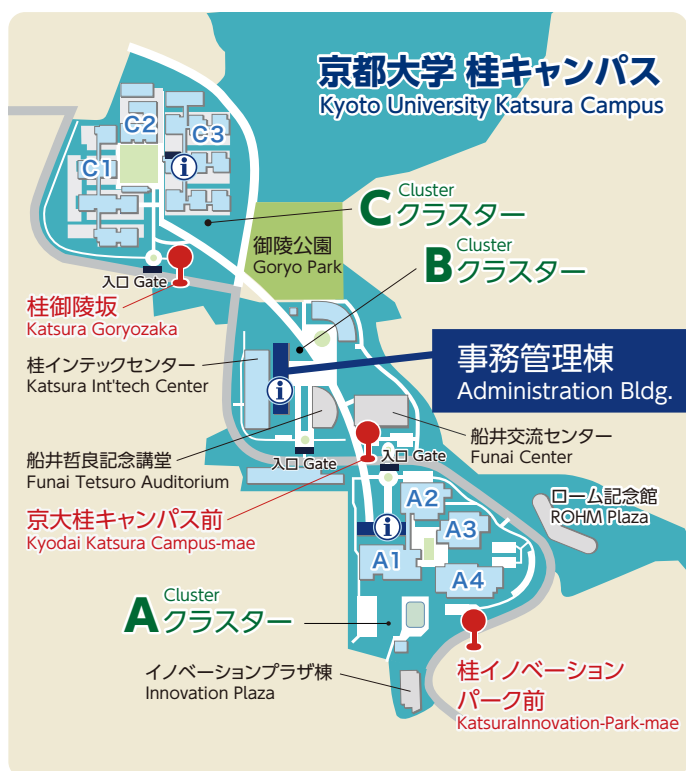 京都大学 桂キャンパス
Kyoto University Katsura Campus
C2
C3
C1
i
Cluster
Cクラスター
御陵公園
Goryo Park
Cluster
Bクラスター
入口 Gate
桂御陵坂
Katsura Goryozaka
桂インテックセンター
Katsura Int'tech Center
i
事務管理棟
Administration Bldg.
船井哲良記念講堂
Funai Tetsuro Auditorium
入口 Gate
入口 Gate
船井交流センター
Funai Center
京大桂キャンパス前
Kyodai Katsura Campus-mae
ローム記念館
ROHM Plaza
A2
i
A3
A1
A4
Cluster
Aクラスター
イノベーションプラザ棟
Innovation Plaza
桂イノベーション
パーク前
KatsuraInnovation-Park-mae